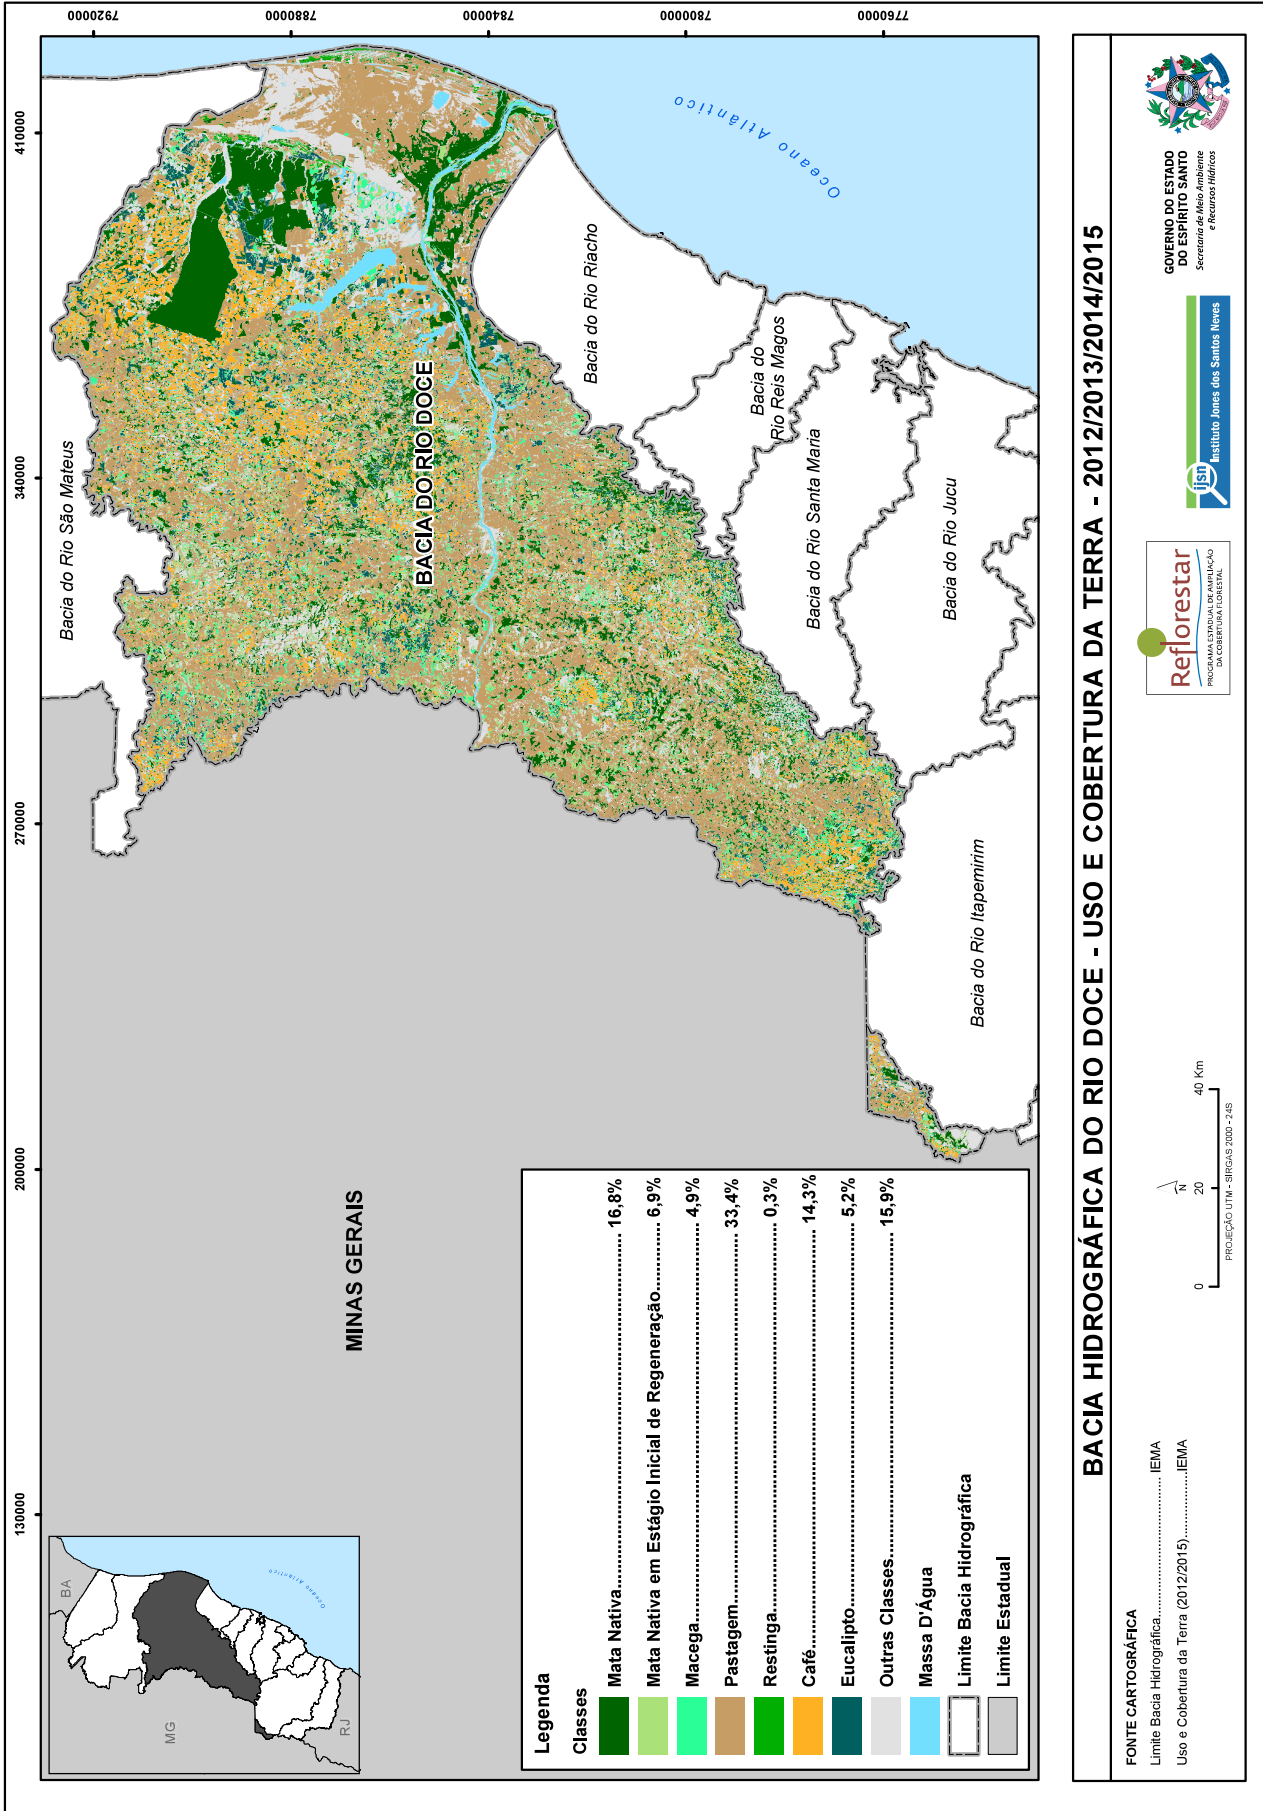 130000
200000
270000
340000
410000
7920000
7880000
7840000
7800000
7760000
BA
MG
RJ
Oceano Atlântico
MINAS GERAIS
Bacia do Rio São Mateus
BACIA DO RIO DOCE
Bacia do Rio Riacho
Bacia do
Rio Reis Magos
Bacia do Rio Santa Maria
Bacia do Rio Jucu
Bacia do Rio Itapemirim
Oceano Atlântico
Legenda
Classes
Mata Nativa 16,8%
Mata Nativa em Estágio Inicial de Regeneração 6,9%
Macega 4,9%
Pastagem 33,4%
Restinga 0,3%
Café 14,3%
Eucalipto 5,2%
Outras Classes 15,9%
Massa D'Água
Limite Bacia Hidrográfica
Limite Estadual
BACIA HIDROGRÁFICA DO RIO DOCE - USO E COBERTURA DA TERRA - 2012/2013/2014/2015
FONTE CARTOGRÁFICA
Limite Bacia Hidrográfica IEMA
Uso e Cobertura da Terra (2012/2015) IEMA
N
0 20 40 Km
PROJEÇÃO UTM - SIRGAS 2000 - 24S
Reflorestar
PROGRAMA ESTADUAL DE AMPLIAÇÃO
DA COBERTURA FLORESTAL
ijsn
Instituto Jones dos Santos Neves
GOVERNO DO ESTADO
DO ESPÍRITO SANTO
Secretaria de Meio Ambiente
e Recursos Hídricos